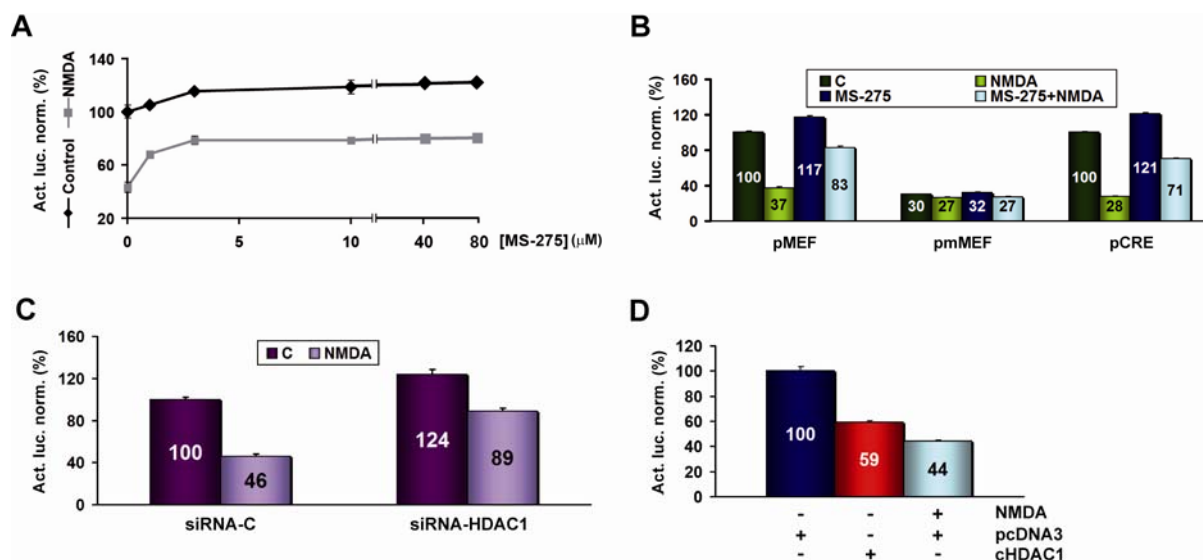 A
Act. luc. norm. (%)
Control
NMDA
140
100
60
20
0
5
10
40
80
[MS-275] (μM)
B
Act. luc. norm. (%)
160
120
80
40
0
C
NMDA
MS-275
MS-275+NMDA
100
37
117
83
30
27
32
27
100
28
121
71
pMEF
pmMEF
pCRE
C
Act. luc. norm. (%)
160
120
80
40
0
C
NMDA
100
46
124
89
siRNA-C
siRNA-HDAC1
D
Act. luc. norm. (%)
120
100
80
60
40
20
0
100
59
44
- - + NMDA
+ - + pcDNA3
- + - cHDAC1